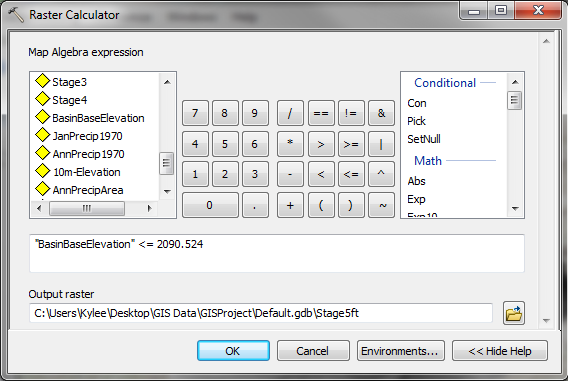 Raster Calculator
Map Algebra expression
Stage3
Stage4
BasinBaseElevation
JanPrecip1970
AnnPrecip1970
10m-Elevation
AnnPrecipArea
7 8 9 / == != &
4 5 6 * > >= |
1 2 3 - < <= ^
0 . + ( ) ~
Conditional
Con
Pick
SetNull
Math
Abs
Exp
Exp10
"BasinBaseElevation" <= 2090.524
Output raster
C:\Users\Kylee\Desktop\GIS Data\GISProject\Default.gdb\Stage5ft
OK
Cancel
Environments...
<< Hide Help